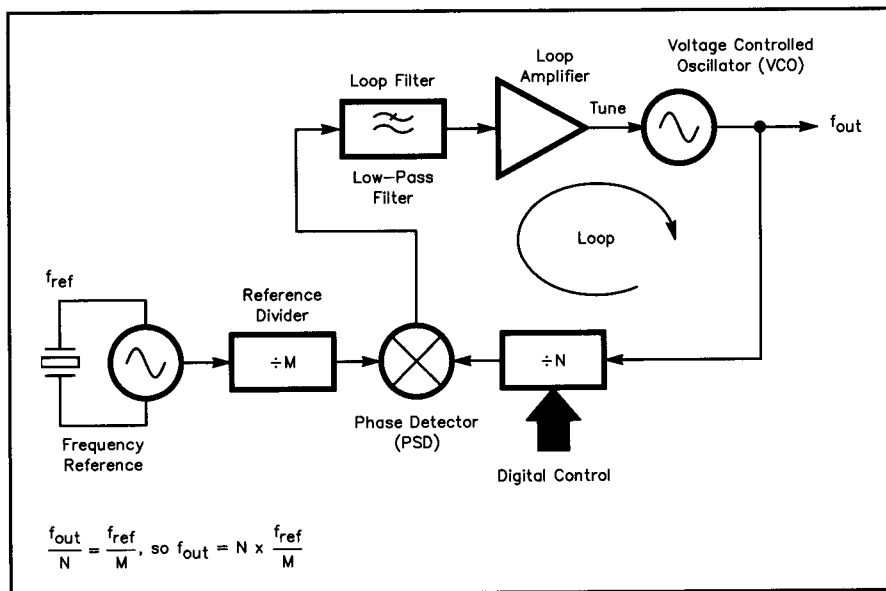 Voltage Controlled
Oscillator (VCO)
Loop
Amplifier
Loop Filter
Tune
f_out
Low-Pass
Filter
Loop
f_ref
Reference
Divider
÷M
÷N
Phase Detector
(PSD)
Frequency
Reference
Digital Control
f_out/N = f_ref/M, so f_out = N x f_ref/M